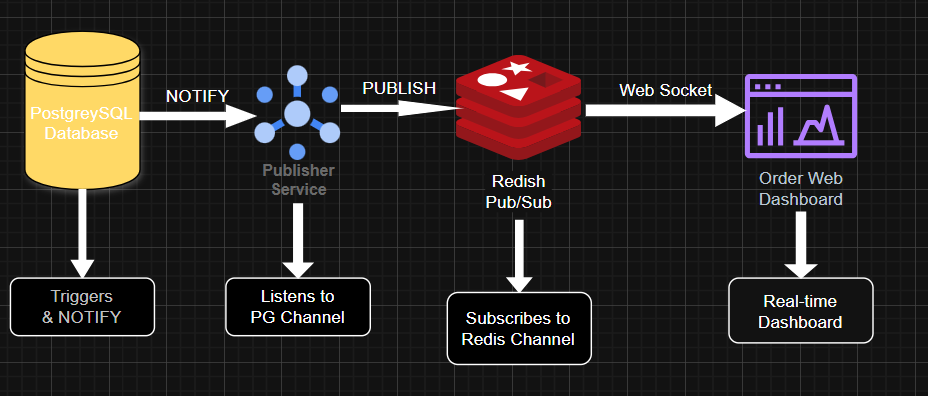 PostgreySQL
Database
NOTIFY
Publisher
Service
PUBLISH
Redish
Pub/Sub
Web Socket
Order Web
Dashboard
Triggers
& NOTIFY
Listens to
PG Channel
Subscribes to
Redis Channel
Real-time
Dashboard